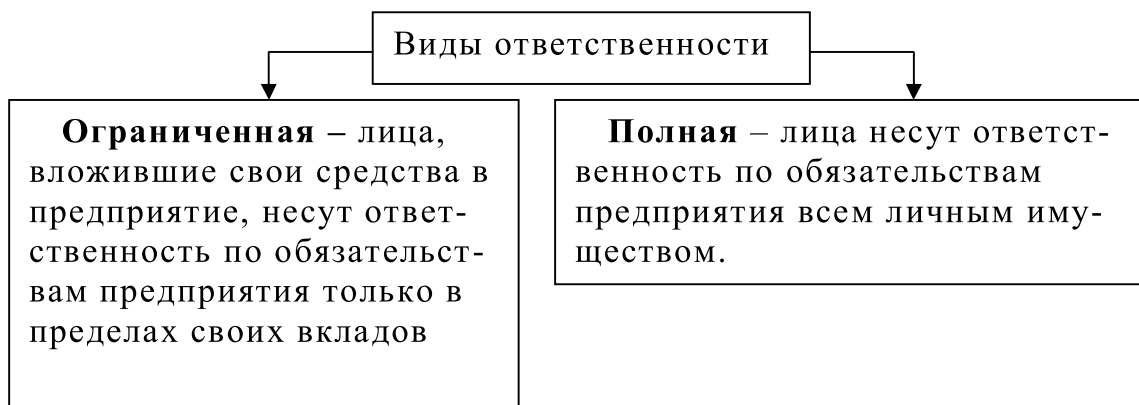 Виды ответственности
Ограниченная – лица,
вложившие свои средства в
предприятие, несут ответ-
ственность по обязательст-
вам предприятия только в
пределах своих вкладов
Полная – лица несут ответст-
венность по обязательствам
предприятия всем личным иму-
ществом.